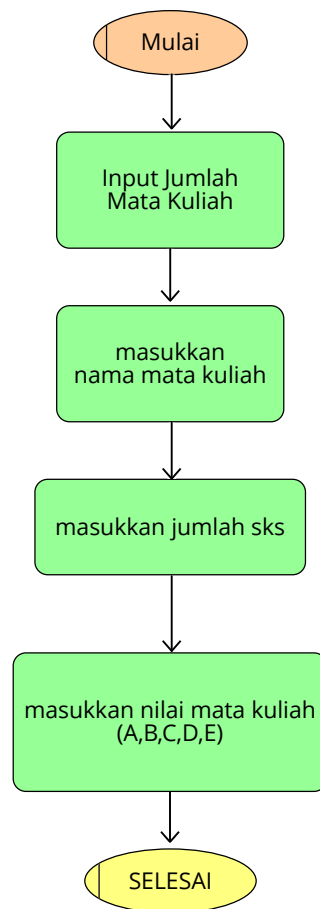 Mulai
Input Jumlah
Mata Kuliah
masukkan
nama mata kuliah
masukkan jumlah sks
masukkan nilai mata kuliah
(A,B,C,D,E)
SELESAI